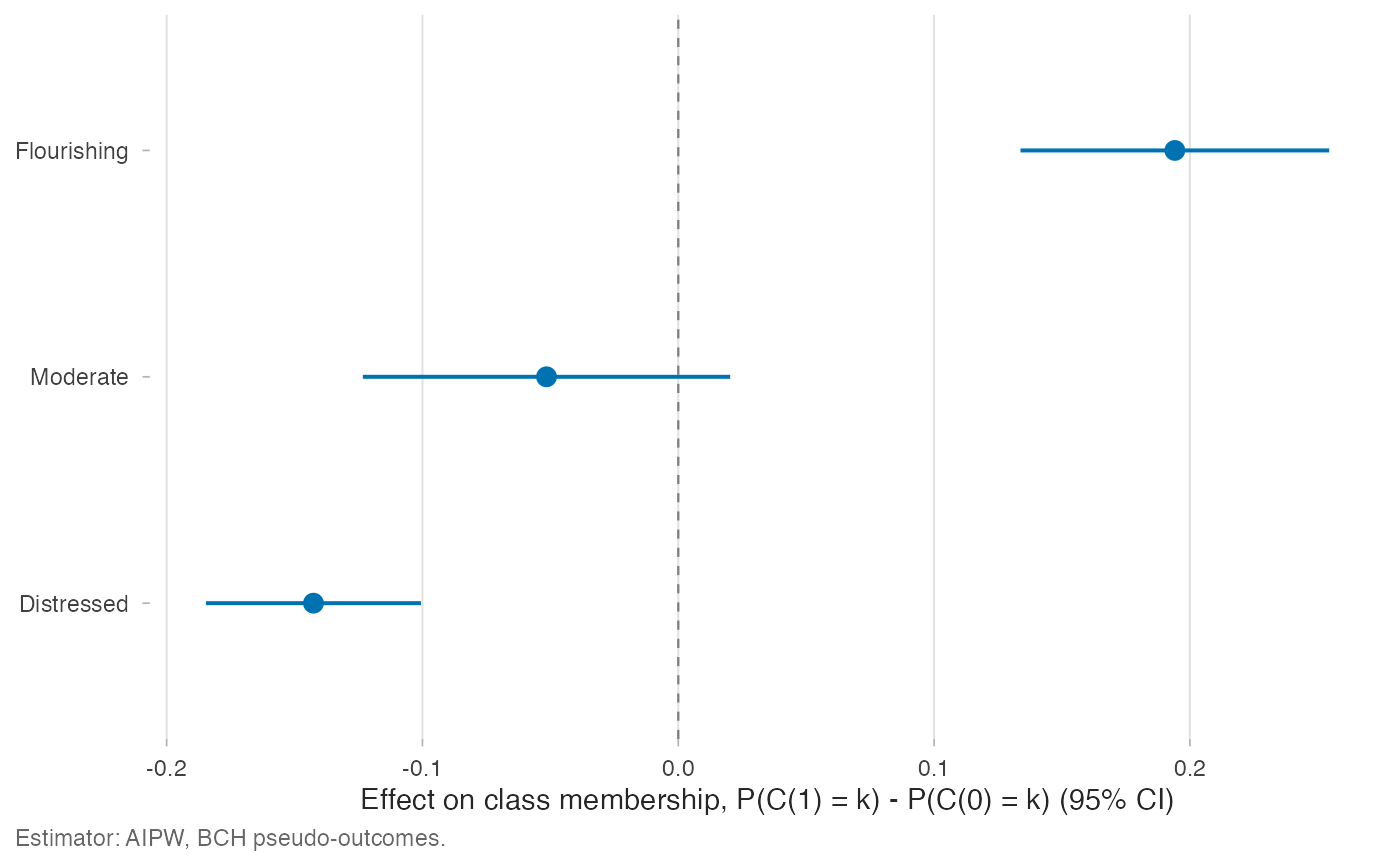 Flourishing
Moderate
Distressed
-0.2 -0.1 0.0 0.1 0.2
Effect on class membership, P(C(1) = k) - P(C(0) = k) (95% CI)
Estimator: AIPW, BCH pseudo-outcomes.